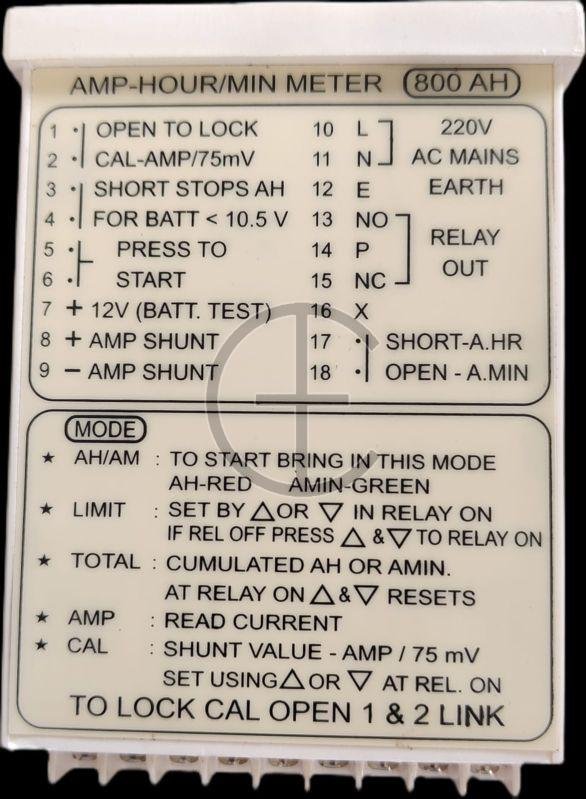 AMP-HOUR/MIN METER 800 AH
1 OPEN TO LOCK 10 L 220V
2 CAL-AMP/75mV 11 N AC MAINS
3 SHORT STOPS AH 12 E EARTH
4 FOR BATT < 10.5 V 13 NO
5 PRESS TO 14 P RELAY
6 START 15 NC OUT
7 + 12V (BATT. TEST) 16 X
8 + AMP SHUNT 17 SHORT-A.HR
9 – AMP SHUNT 18 OPEN - A.MIN
MODE
★ AH/AM : TO START BRING IN THIS MODE
AH-RED AMIN-GREEN
★ LIMIT : SET BY △ OR ▽ IN RELAY ON
IF REL OFF PRESS △ & ▽ TO RELAY ON
★ TOTAL : CUMULATED AH OR AMIN.
AT RELAY ON △ & ▽ RESETS
★ AMP : READ CURRENT
★ CAL : SHUNT VALUE - AMP / 75 mV
SET USING △ OR ▽ AT REL. ON
TO LOCK CAL OPEN 1 & 2 LINK